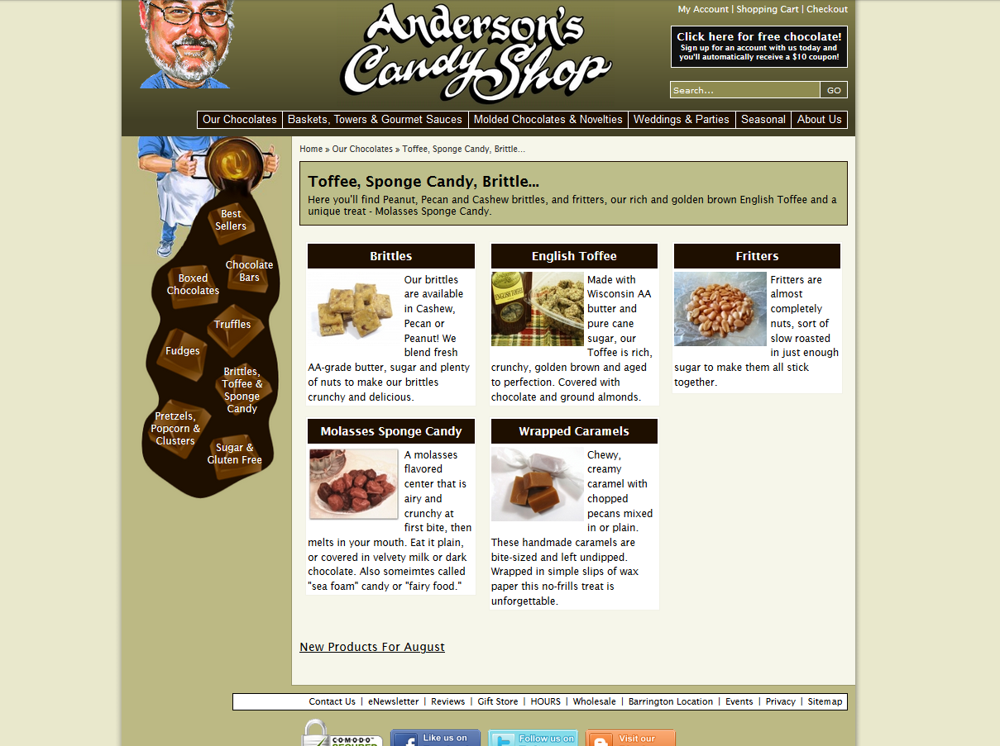 My Account | Shopping Cart | Checkout
Anderson's
Candy Shop
Click here for free chocolate!
Sign up for an account with us today and
you'll automatically receive a $10 coupon!
Search... GO
Our Chocolates Baskets, Towers & Gourmet Sauces Molded Chocolates & Novelties Weddings & Parties Seasonal About Us
Best
Sellers
Chocolate
Bars
Boxed
Chocolates
Truffles
Fudges
Brittles,
Toffee &
Sponge
Candy
Pretzels,
Popcorn &
Clusters
Sugar &
Gluten Free
Home » Our Chocolates » Toffee, Sponge Candy, Brittle...
Toffee, Sponge Candy, Brittle...
Here you'll find Peanut, Pecan and Cashew brittles, and fritters, our rich and golden brown English Toffee and a
unique treat - Molasses Sponge Candy.
Brittles
Our brittles
are available
in Cashew,
Pecan or
Peanut! We
blend fresh
AA-grade butter, sugar and plenty
of nuts to make our brittles
crunchy and delicious.
English Toffee
ENGLISH TOFFEE
Made with
Wisconsin AA
butter and
pure cane
sugar, our
Toffee is rich,
crunchy, golden brown and aged
to perfection. Covered with
chocolate and ground almonds.
Fritters
Fritters are
almost
completely
nuts, sort of
slow roasted
in just enough
sugar to make them all stick
together.
Molasses Sponge Candy
A molasses
flavored
center that is
airy and
crunchy at
first bite, then
melts in your mouth. Eat it plain,
or covered in velvety milk or dark
chocolate. Also someimtes called
"sea foam" candy or "fairy food."
Wrapped Caramels
Chewy,
creamy
caramel with
chopped
pecans mixed
in or plain.
These handmade caramels are
bite-sized and left undipped.
Wrapped in simple slips of wax
paper this no-frills treat is
unforgettable.
New Products For August
Contact Us | eNewsletter | Reviews | Gift Store | HOURS | Wholesale | Barrington Location | Events | Privacy | Sitemap
COMODO™
SECURED
Like us on
Follow us on
Visit our